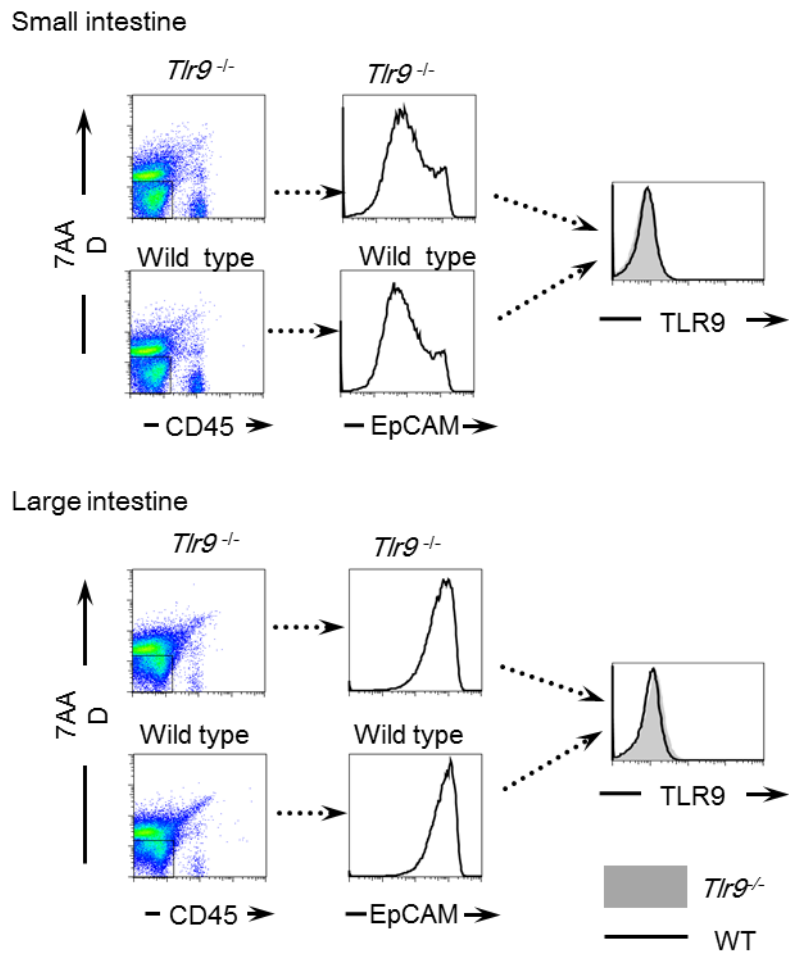 Small intestine
Tlr9 -/-
Tlr9 -/-
7AA
D
Wild type
Wild type
TLR9
CD45
EpCAM
Large intestine
Tlr9 -/-
Tlr9 -/-
7AA
D
Wild type
Wild type
TLR9
Tlr9-/-
CD45
EpCAM
WT